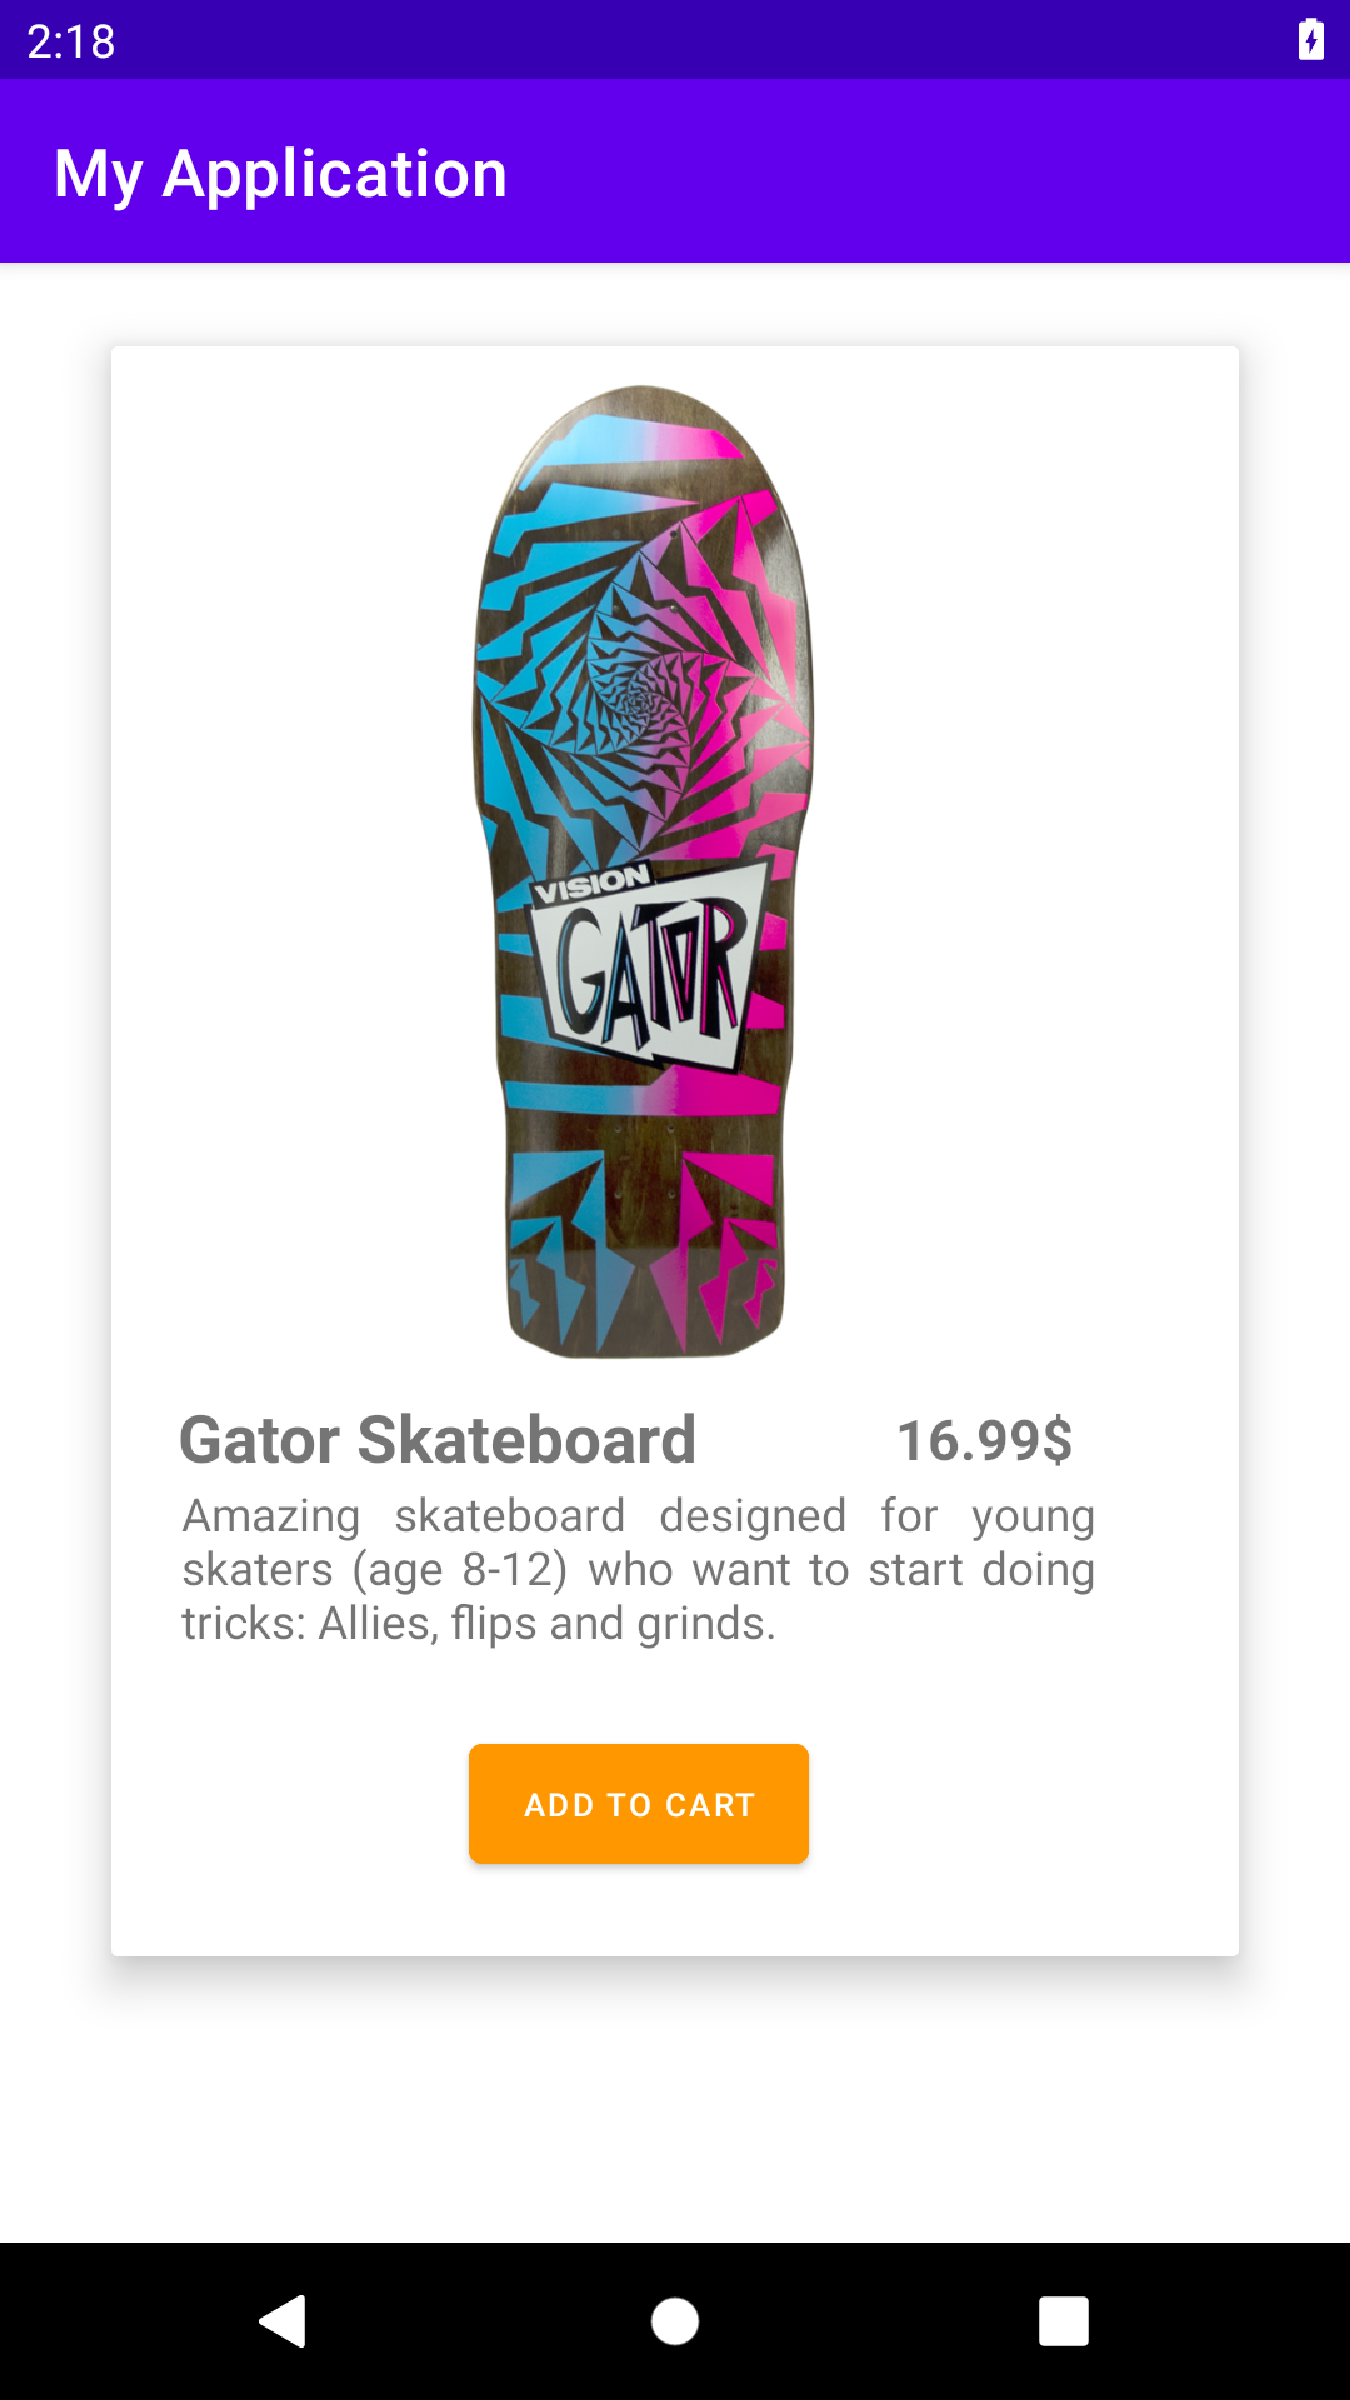 2:18
My Application
VISION
GATOR
Gator Skateboard
16.99$
Amazing skateboard designed for young
skaters (age 8-12) who want to start doing
tricks: Allies, flips and grinds.
ADD TO CART